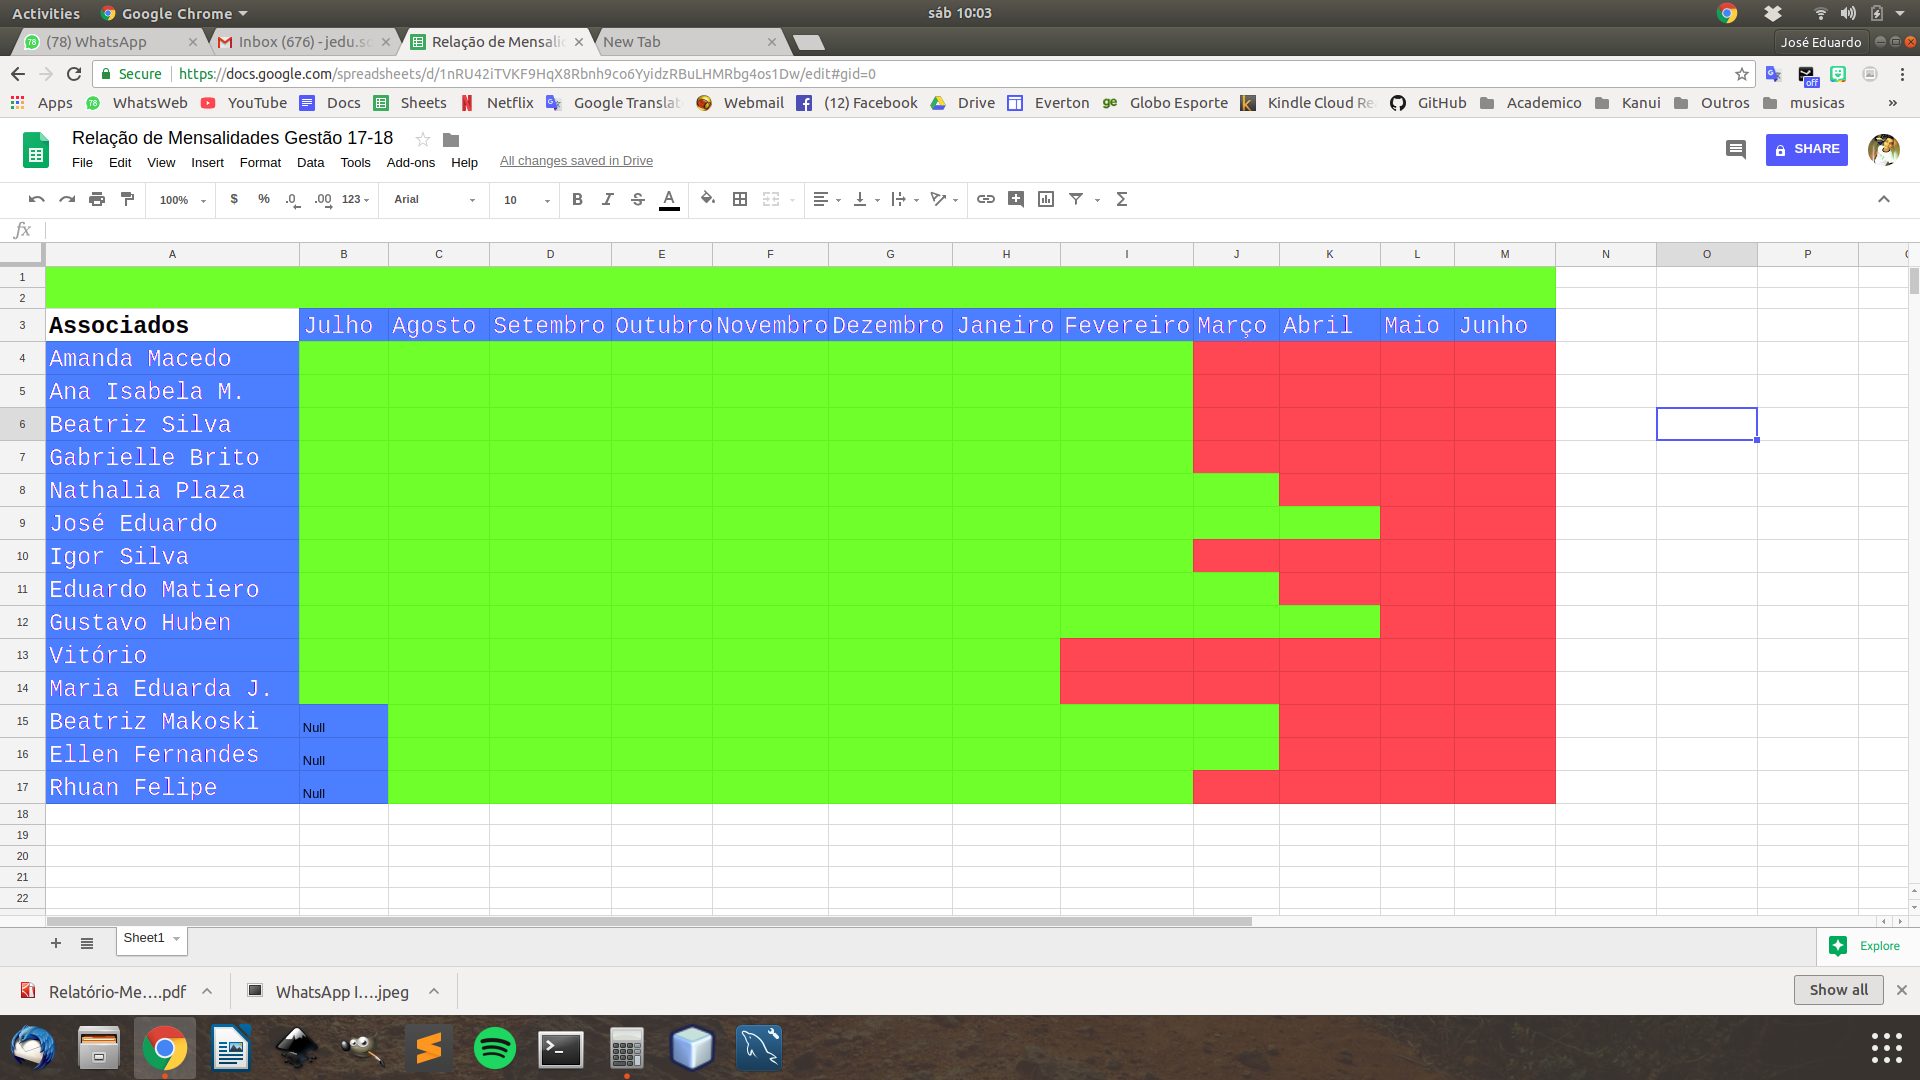 Activities Google Chrome sáb 10:03
(78) WhatsApp Inbox (676) - jedu.so Relação de Mensali New Tab José Eduardo
Secure https://docs.google.com/spreadsheets/d/1nRU42iTVKF9HqX8Rbnh9co6YyidzRBuLHMRbg4os1Dw/edit#gid=0 off
Apps WhatsWeb YouTube Docs Sheets Netflix Google Translat Webmail (12) Facebook Drive Everton ge Globo Esporte Kindle Cloud Re GitHub Academico Kanui Outros musicas »
Relação de Mensalidades Gestão 17-18
File Edit View Insert Format Data Tools Add-ons Help All changes saved in Drive SHARE
100% $ % .0 .00 123 Arial 10 B I S A Σ
fx
A B C D E F G H I J K L M N O P
1
2
3 Associados Julho Agosto Setembro Outubro Novembro Dezembro Janeiro Fevereiro Março Abril Maio Junho
4 Amanda Macedo
5 Ana Isabela M.
6 Beatriz Silva
7 Gabrielle Brito
8 Nathalia Plaza
9 José Eduardo
10 Igor Silva
11 Eduardo Matiero
12 Gustavo Huben
13 Vitório
14 Maria Eduarda J.
15 Beatriz Makoski Null
16 Ellen Fernandes Null
17 Rhuan Felipe Null
18
19
20
21
22
+ Sheet1 Explore
Relatório-Me....pdf WhatsApp I....jpeg Show all